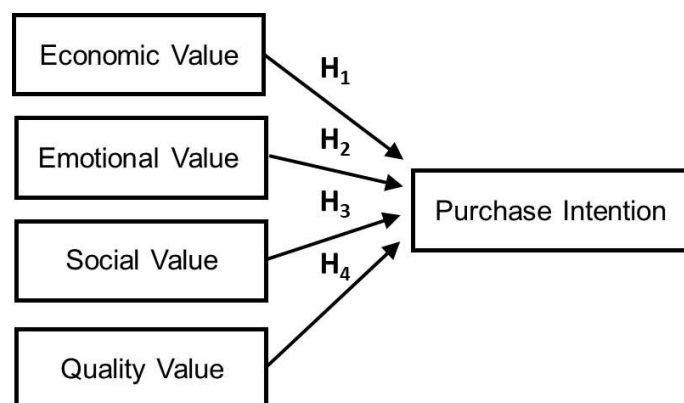 Economic Value
H1
Emotional Value
H2
Purchase Intention
H3
Social Value
H4
Quality Value